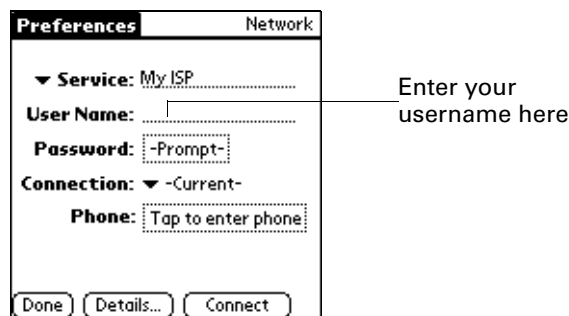 Preferences Network
Service: My ISP
User Name:
Password: -Prompt-
Connection: -Current-
Phone: Tap to enter phone
Done Details... Connect
Enter your
username here